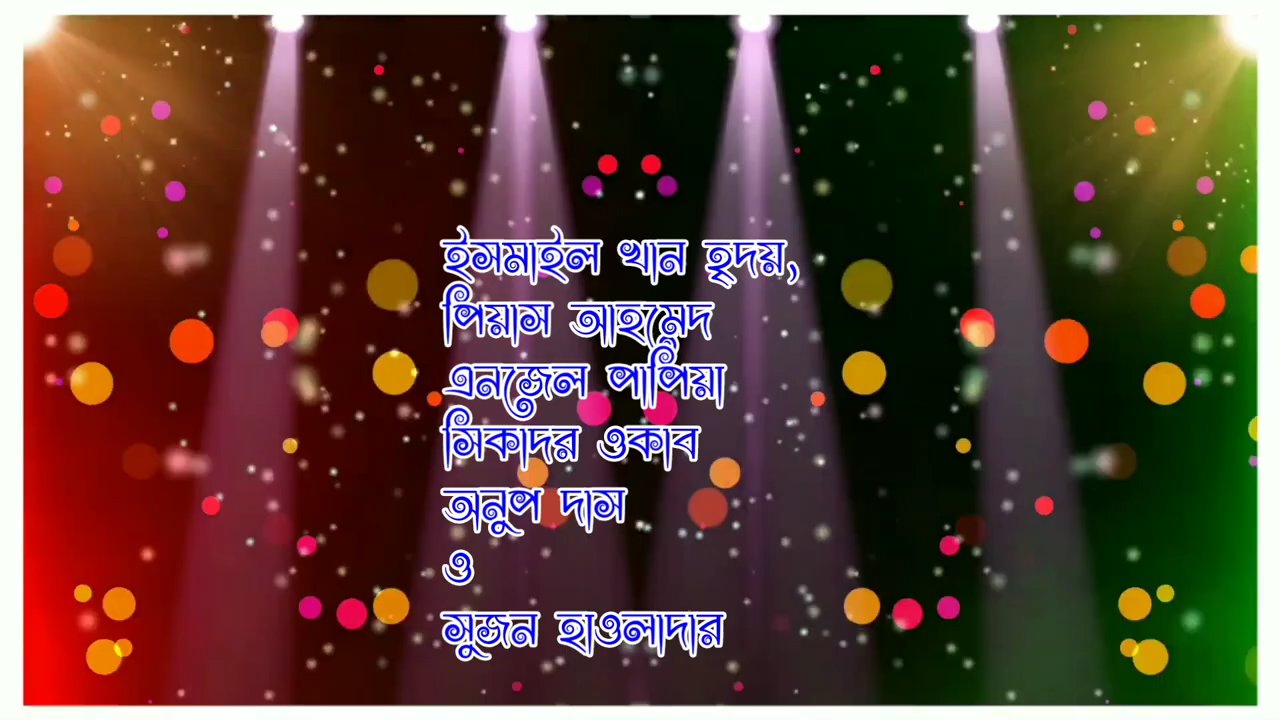 ইসমাইল খান হৃদয়,
পিয়াস আহমেদ
এনজেল পাপিয়া
সিকাদর ওকাব
অনুপ দাস
ও
সুজন হাওলাদার